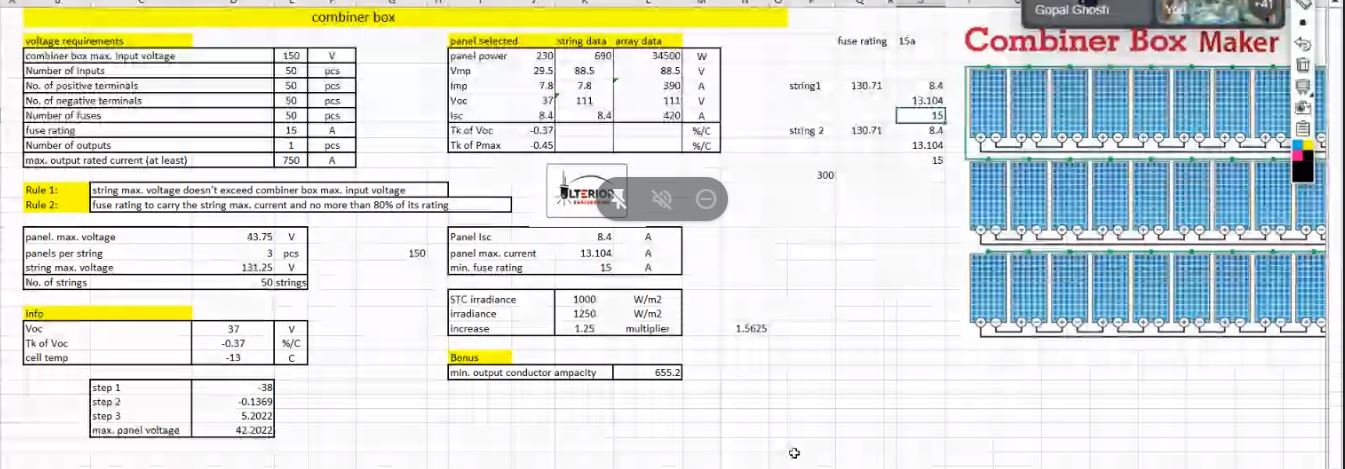 combiner box
Gopal Ghosh
You
+41
voltage requirements
combiner box max. input voltage 150 V
Number of inputs 50 pcs
No. of positive terminals 50 pcs
No. of negative terminals 50 pcs
Number of fuses 50 pcs
fuse rating 15 A
Number of outputs 1 pcs
max. output rated current (at least) 750 A
panel selected string data array data
panel power 230 690 34500 W
Vmp 29.5 88.5 88.5 V
Imp 7.8 7.8 390 A
Voc 37 111 111 V
Isc 8.4 8.4 420 A
Tk of Voc -0.37 %/C
Tk of Pmax -0.45 %/C
fuse rating 15a
string1 130.71 8.4
13.104
15
string 2 130.71 8.4
13.104
15
300
Combiner Box Maker
Rule 1: string max. voltage doesn't exceed combiner box max. input voltage
Rule 2: fuse rating to carry the string max. current and no more than 80% of its rating
ENGINEERING
panel. max. voltage 43.75 V
panels per string 3 pcs
string max. voltage 131.25 V
No. of strings 50 strings
150
Panel Isc 8.4 A
panel max. current 13.104 A
min. fuse rating 15 A
STC irradiance 1000 W/m2
irradiance 1250 W/m2
increase 1.25 multiplier
1.5625
info
Voc 37 V
Tk of Voc -0.37 %/C
cell temp -13 C
Bonus
min. output conductor ampacity 655.2
step 1 -38
step 2 -0.1369
step 3 5.2022
max. panel voltage 42.2022